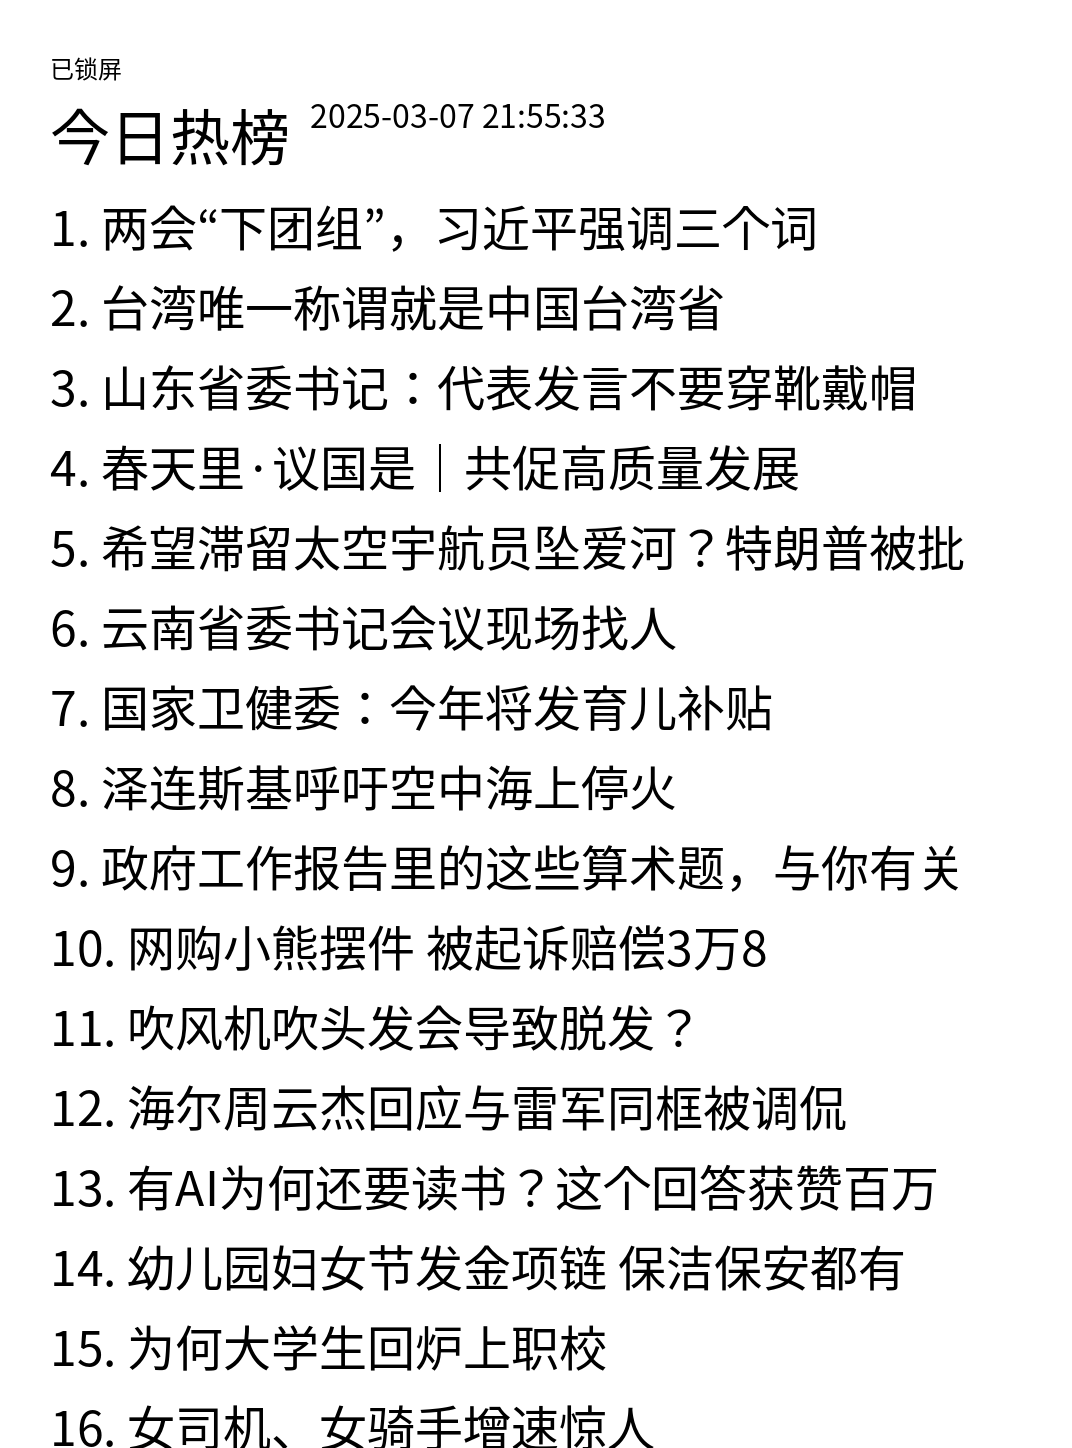 已锁屏
今日热榜 2025-03-07 21:55:33
1. 两会“下团组”，习近平强调三个词
2. 台湾唯一称谓就是中国台湾省
3. 山东省委书记：代表发言不要穿靴戴帽
4. 春天里·议国是｜共促高质量发展
5. 希望滞留太空宇航员坠爱河？特朗普被批
6. 云南省委书记会议现场找人
7. 国家卫健委：今年将发育儿补贴
8. 泽连斯基呼吁空中海上停火
9. 政府工作报告里的这些算术题，与你有关
10. 网购小熊摆件 被起诉赔偿3万8
11. 吹风机吹头发会导致脱发？
12. 海尔周云杰回应与雷军同框被调侃
13. 有AI为何还要读书？这个回答获赞百万
14. 幼儿园妇女节发金项链 保洁保安都有
15. 为何大学生回炉上职校
16. 女司机、女骑手增速惊人